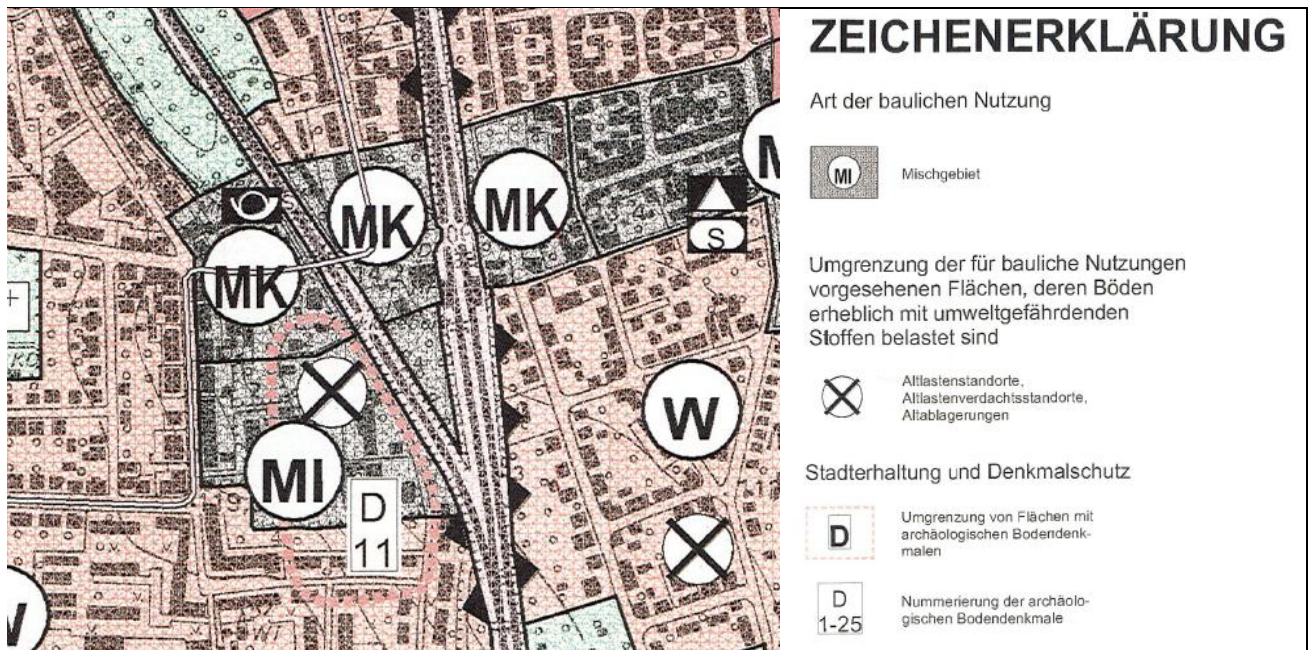 MK
MK
MK
S
W
MI
D
11
ZEICHENERKLÄRUNG
Art der baulichen Nutzung
MI
Mischgebiet
Umgrenzung der für bauliche Nutzungen
vorgesehenen Flächen, deren Böden
erheblich mit umweltgefährdenden
Stoffen belastet sind
Altlastenstandorte,
Altlastenverdachtsstandorte,
Altablagerungen
Stadterhaltung und Denkmalschutz
D
Umgrenzung von Flächen mit
archäologischen Bodendenk-
malen
D
1-25
Nummerierung der archäolo-
gischen Bodendenkmale